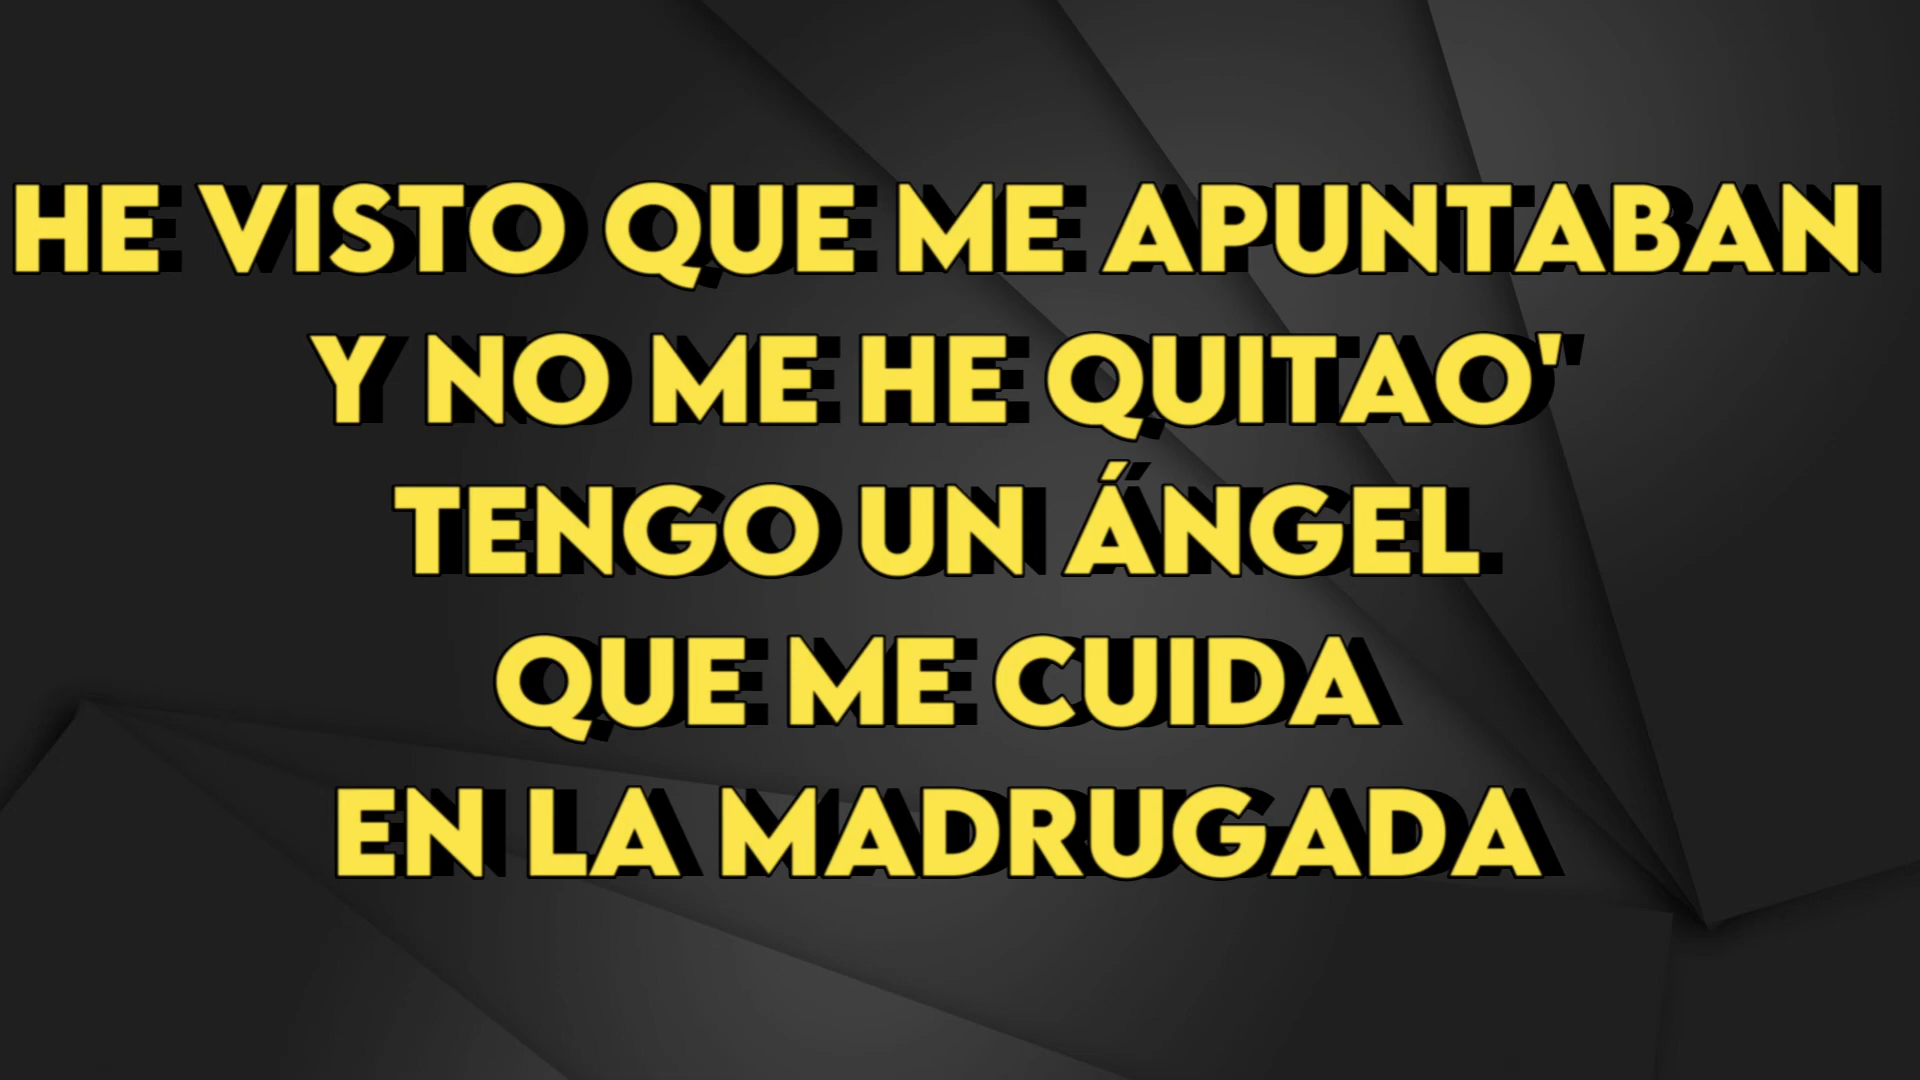 HE VISTO QUE ME APUNTABAN
Y NO ME HE QUITAO'
TENGO UN ÁNGEL
QUE ME CUIDA
EN LA MADRUGADA